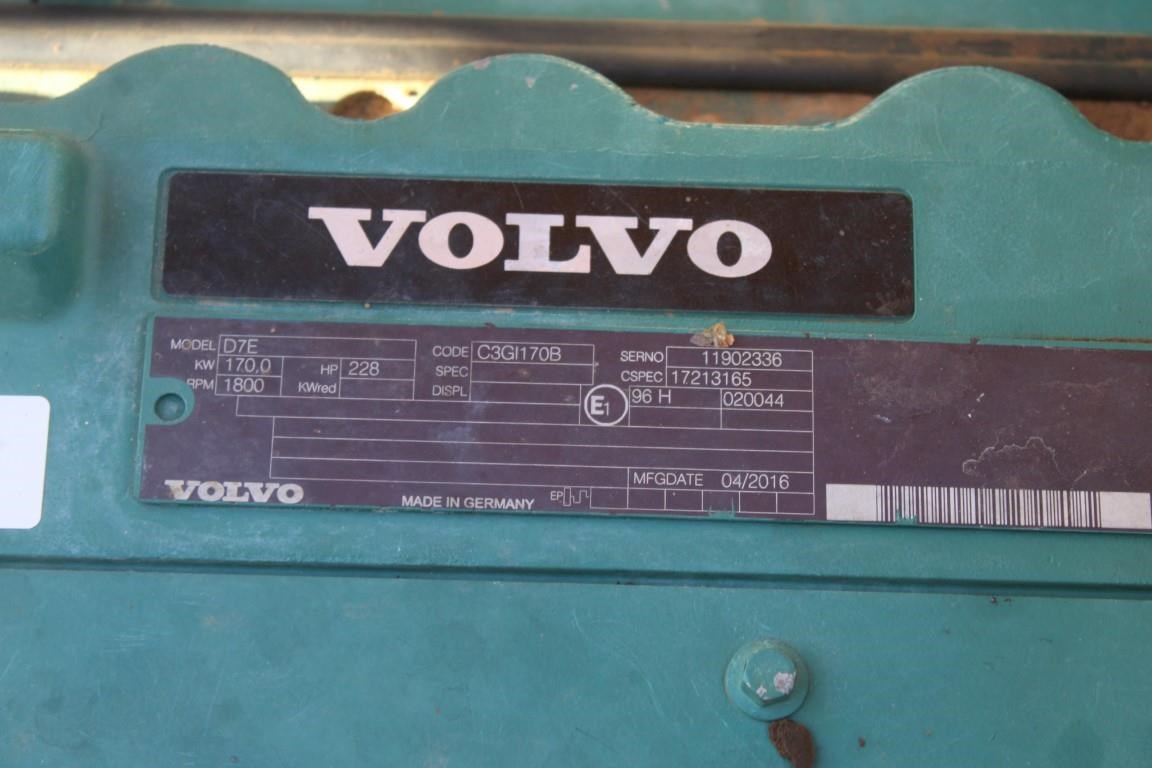 VOLVO
MODEL D7E CODE C3GI170B SERNO 11902336
KW 170,0 HP 228 SPEC CSPEC 17213165
RPM 1800 KWred DISPL E1 96 H 020044
MFGDATE 04/2016
VOLVO MADE IN GERMANY EP